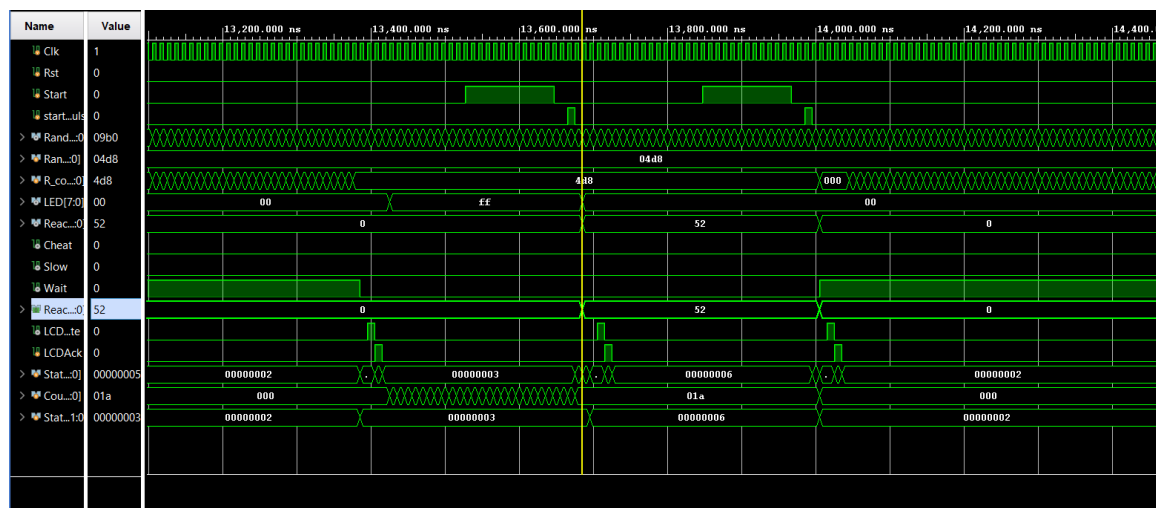 Name Value
13,200.000 ns 13,400.000 ns 13,600.000 ns 13,800.000 ns 14,000.000 ns 14,200.000 ns 14,400.
Clk 1
Rst 0
Start 0
start...uls 0
Rand...:0 09b0
Ran...:0] 04d8 04d8
R_co...:0] 4d8 4d8 000
LED[7:0] 00 00 ff 00
Reac...:0] 52 0 52 0
Cheat 0
Slow 0
Wait 0
Reac...:0] 52 0 52 0
LCD...te 0
LCDAck 0
Stat...:0] 00000005 00000002 . 00000003 . 00000006 . 00000002
Cou...:0] 01a 000 01a 000
Stat...1:0 00000003 00000002 00000003 00000006 00000002